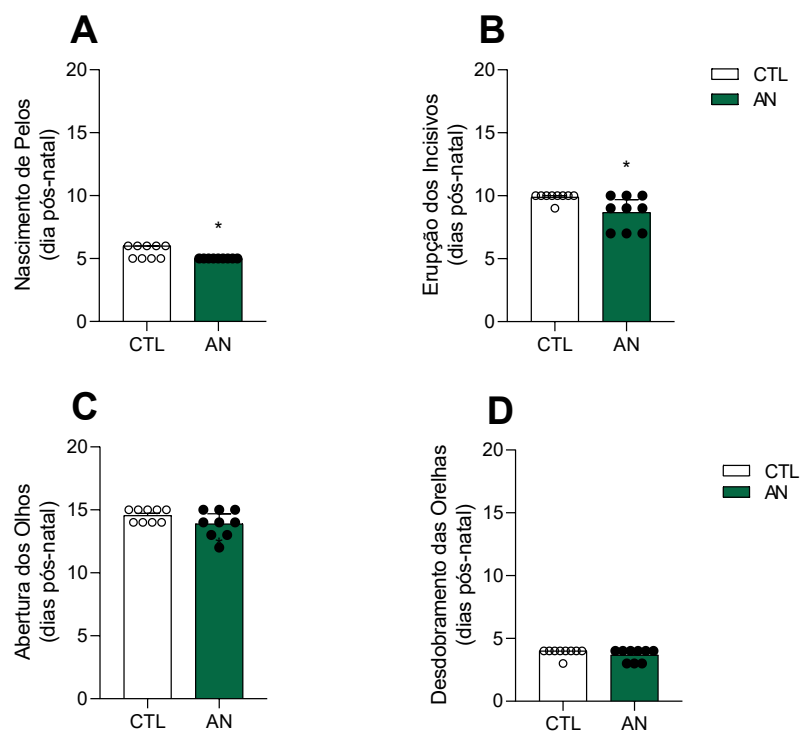 A
Nascimento de Pelos
(dia pós-natal)
20
15
10
5
0
*
CTL
AN
B
Erupção dos Incisivos
(dias pós-natal)
20
15
10
5
0
*
CTL
AN
CTL
AN
C
Abertura dos Olhos
(dias pós-natal)
20
15
10
5
0
CTL
AN
D
Desdobramento das Orelhas
(dias pós-natal)
20
15
10
5
0
CTL
AN
CTL
AN